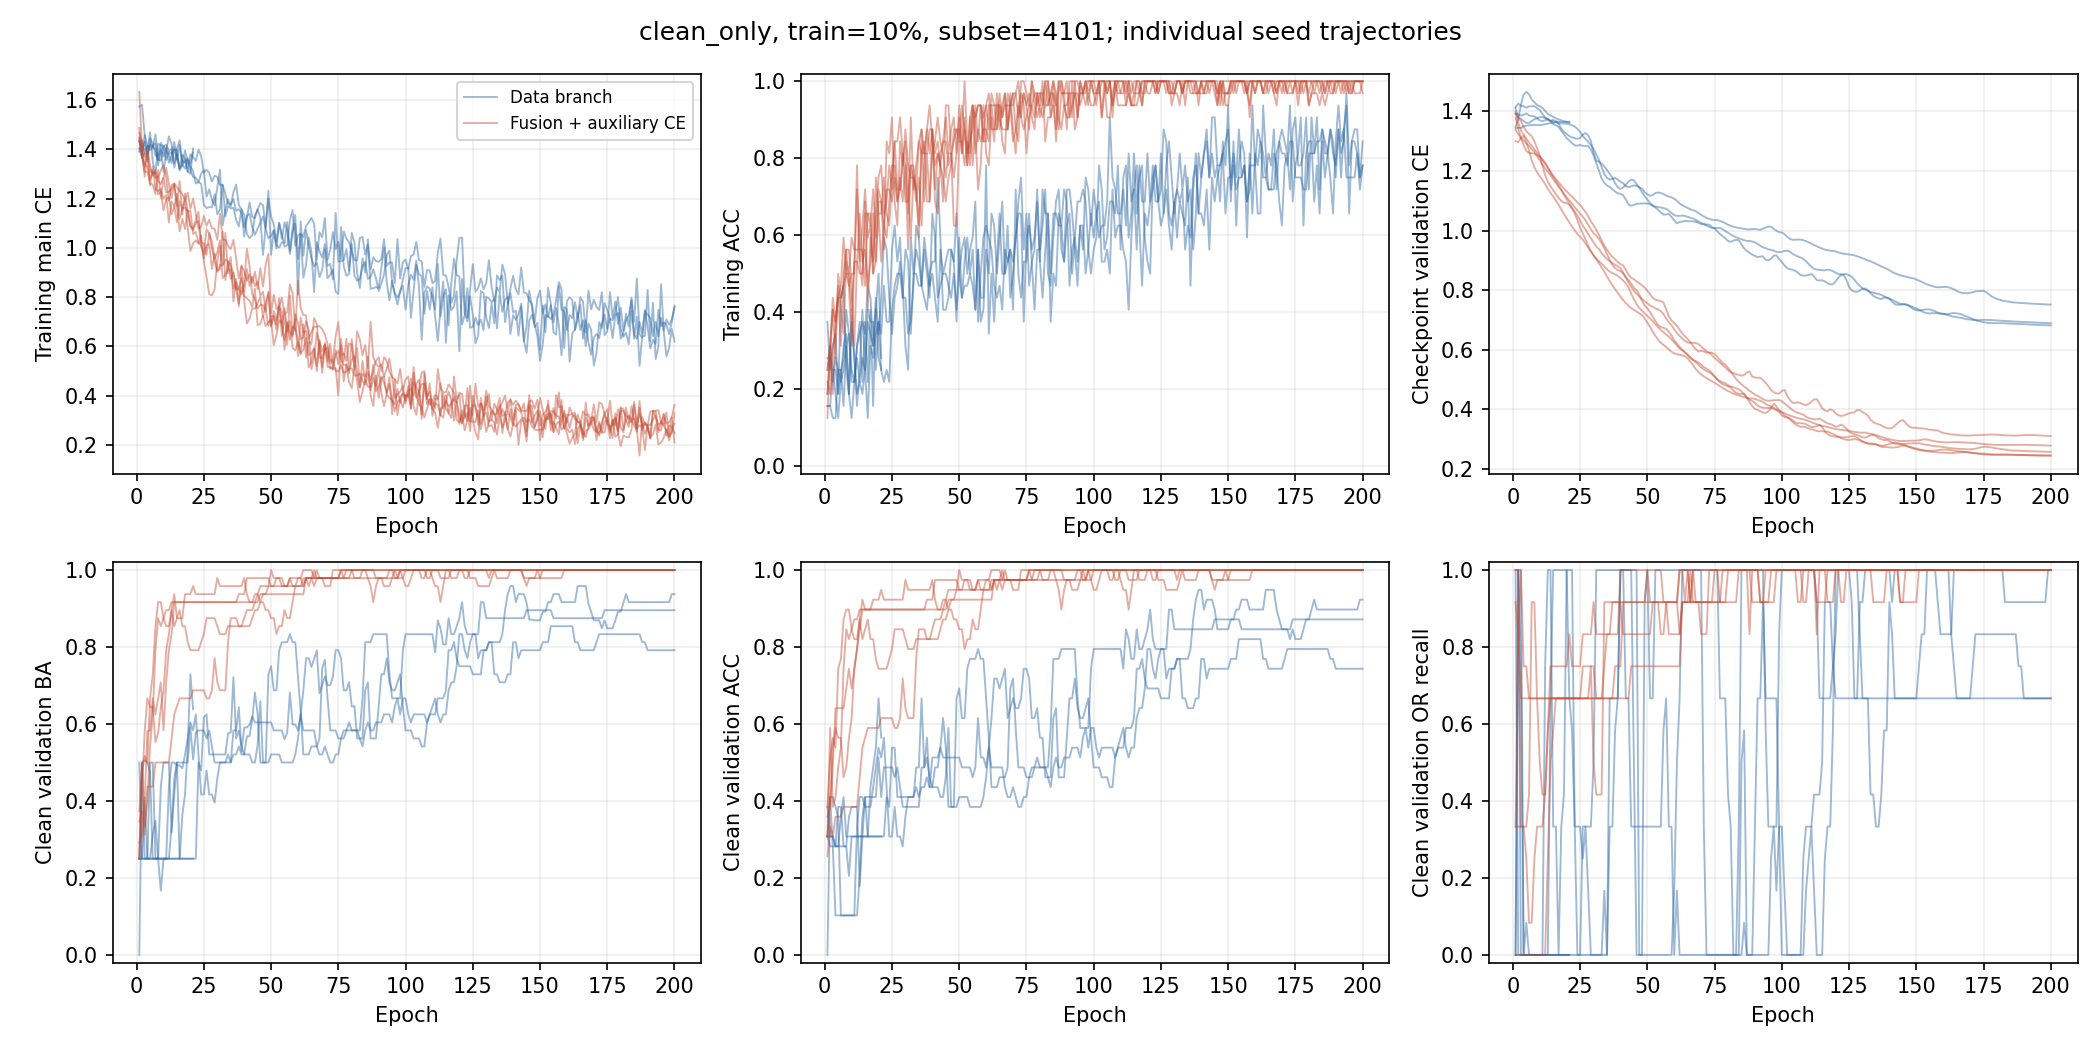 clean_only, train=10%, subset=4101; individual seed trajectories
Training main CE
1.6
1.4
1.2
1.0
0.8
0.6
0.4
0.2
Data branch
Fusion + auxiliary CE
0 25 50 75 100 125 150 175 200
Epoch
Training ACC
1.0
0.8
0.6
0.4
0.2
0.0
0 25 50 75 100 125 150 175 200
Epoch
Checkpoint validation CE
1.4
1.2
1.0
0.8
0.6
0.4
0.2
0 25 50 75 100 125 150 175 200
Epoch
Clean validation BA
1.0
0.8
0.6
0.4
0.2
0.0
0 25 50 75 100 125 150 175 200
Epoch
Clean validation ACC
1.0
0.8
0.6
0.4
0.2
0.0
0 25 50 75 100 125 150 175 200
Epoch
Clean validation OR recall
1.0
0.8
0.6
0.4
0.2
0.0
0 25 50 75 100 125 150 175 200
Epoch